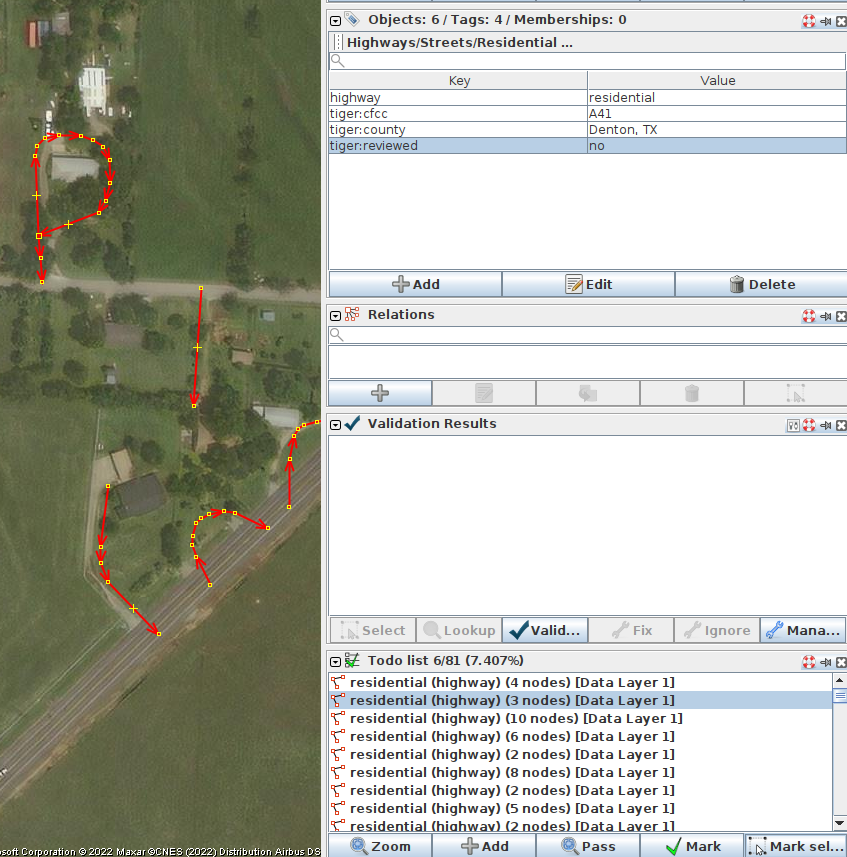 Objects: 6 / Tags: 4 / Memberships: 0
Highways/Streets/Residential ...
Key Value
highway residential
tiger:cfcc A41
tiger:county Denton, TX
tiger:reviewed no
Add Edit Delete
Relations
Validation Results
Select Lookup Valid... Fix Ignore Mana...
Todo list 6/81 (7.407%)
residential (highway) (4 nodes) [Data Layer 1]
residential (highway) (3 nodes) [Data Layer 1]
residential (highway) (10 nodes) [Data Layer 1]
residential (highway) (6 nodes) [Data Layer 1]
residential (highway) (2 nodes) [Data Layer 1]
residential (highway) (8 nodes) [Data Layer 1]
residential (highway) (2 nodes) [Data Layer 1]
residential (highway) (5 nodes) [Data Layer 1]
residential (highway) (2 nodes) [Data Layer 1]
Zoom Add Pass Mark Mark sel...
osoft Corporation © 2022 Maxar ©CNES (2022) Distribution Airbus DS